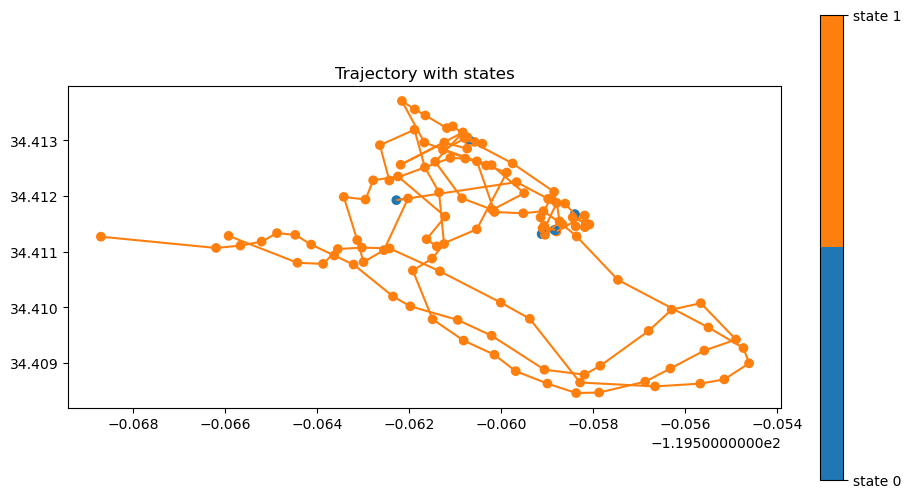 Trajectory with states
state 1
34.413
34.412
34.411
34.410
34.409
−0.068 −0.066 −0.064 −0.062 −0.060 −0.058 −0.056 −0.054
−1.1950000000e2
state 0